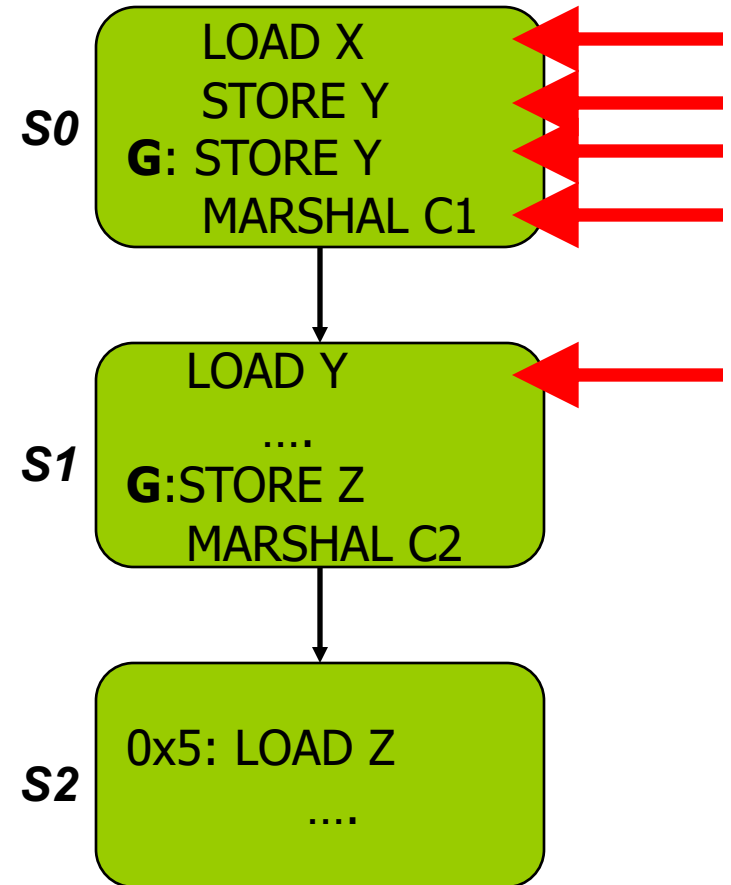 LOAD X
STORE Y
S0
G: STORE Y
MARSHAL C1
LOAD Y
....
S1
G:STORE Z
MARSHAL C2
0x5: LOAD Z
S2
....